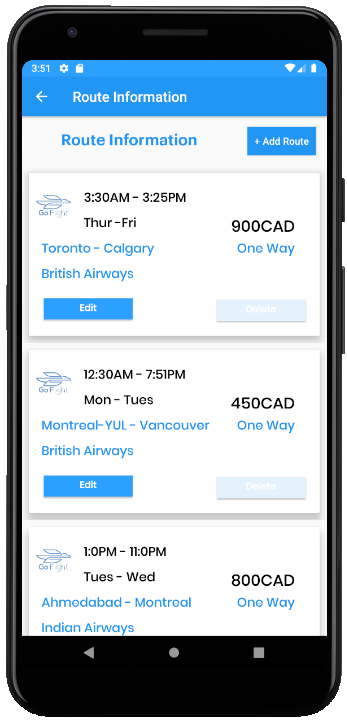 3:51
Route Information
Route Information
+ Add Route
Go Flight
3:30AM - 3:25PM
Thur -Fri
900CAD
Toronto - Calgary
One Way
British Airways
Edit
Delete
Go Flight
12:30AM - 7:51PM
Mon - Tues
450CAD
Montreal-YUL - Vancouver
One Way
British Airways
Edit
Delete
Go Flight
1:0PM - 11:0PM
Tues - Wed
800CAD
Ahmedabad - Montreal
One Way
Indian Airways